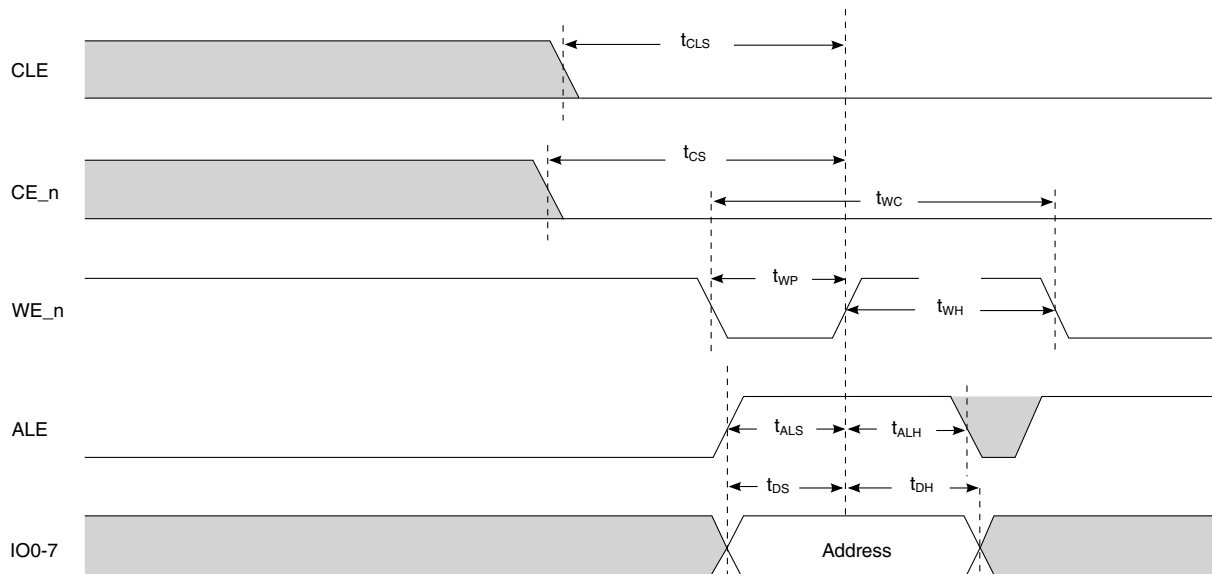 CLE
tCLS
CE_n
tCS
tWC
WE_n
tWP
tWH
ALE
tALS
tALH
tDS
tDH
IO0-7
Address